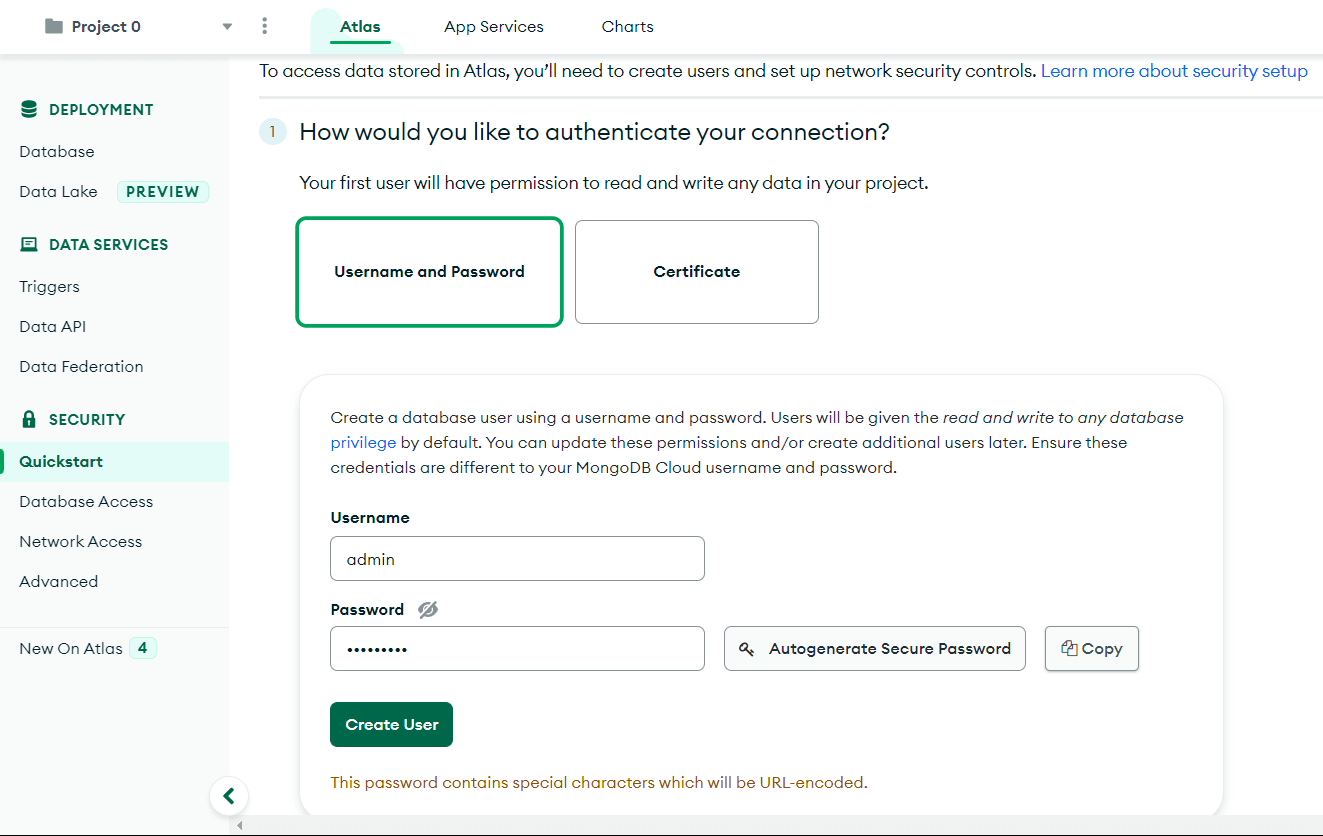 Project 0
Atlas
App Services
Charts
To access data stored in Atlas, you’ll need to create users and set up network security controls. Learn more about security setup
DEPLOYMENT
Database
Data Lake PREVIEW
DATA SERVICES
Triggers
Data API
Data Federation
SECURITY
Quickstart
Database Access
Network Access
Advanced
New On Atlas 4
1 How would you like to authenticate your connection?
Your first user will have permission to read and write any data in your project.
Username and Password
Certificate
Create a database user using a username and password. Users will be given the read and write to any database
privilege by default. You can update these permissions and/or create additional users later. Ensure these
credentials are different to your MongoDB Cloud username and password.
Username
admin
Password
•••••••••
Autogenerate Secure Password
Copy
Create User
This password contains special characters which will be URL-encoded.